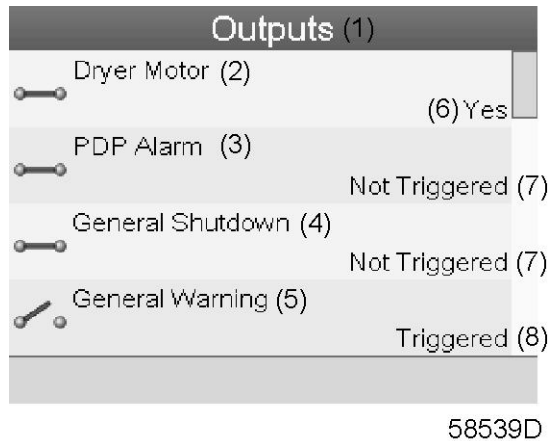 Outputs (1)
Dryer Motor (2)
(6) Yes
PDP Alarm (3)
Not Triggered (7)
General Shutdown (4)
Not Triggered (7)
General Warning (5)
Triggered (8)
58539D